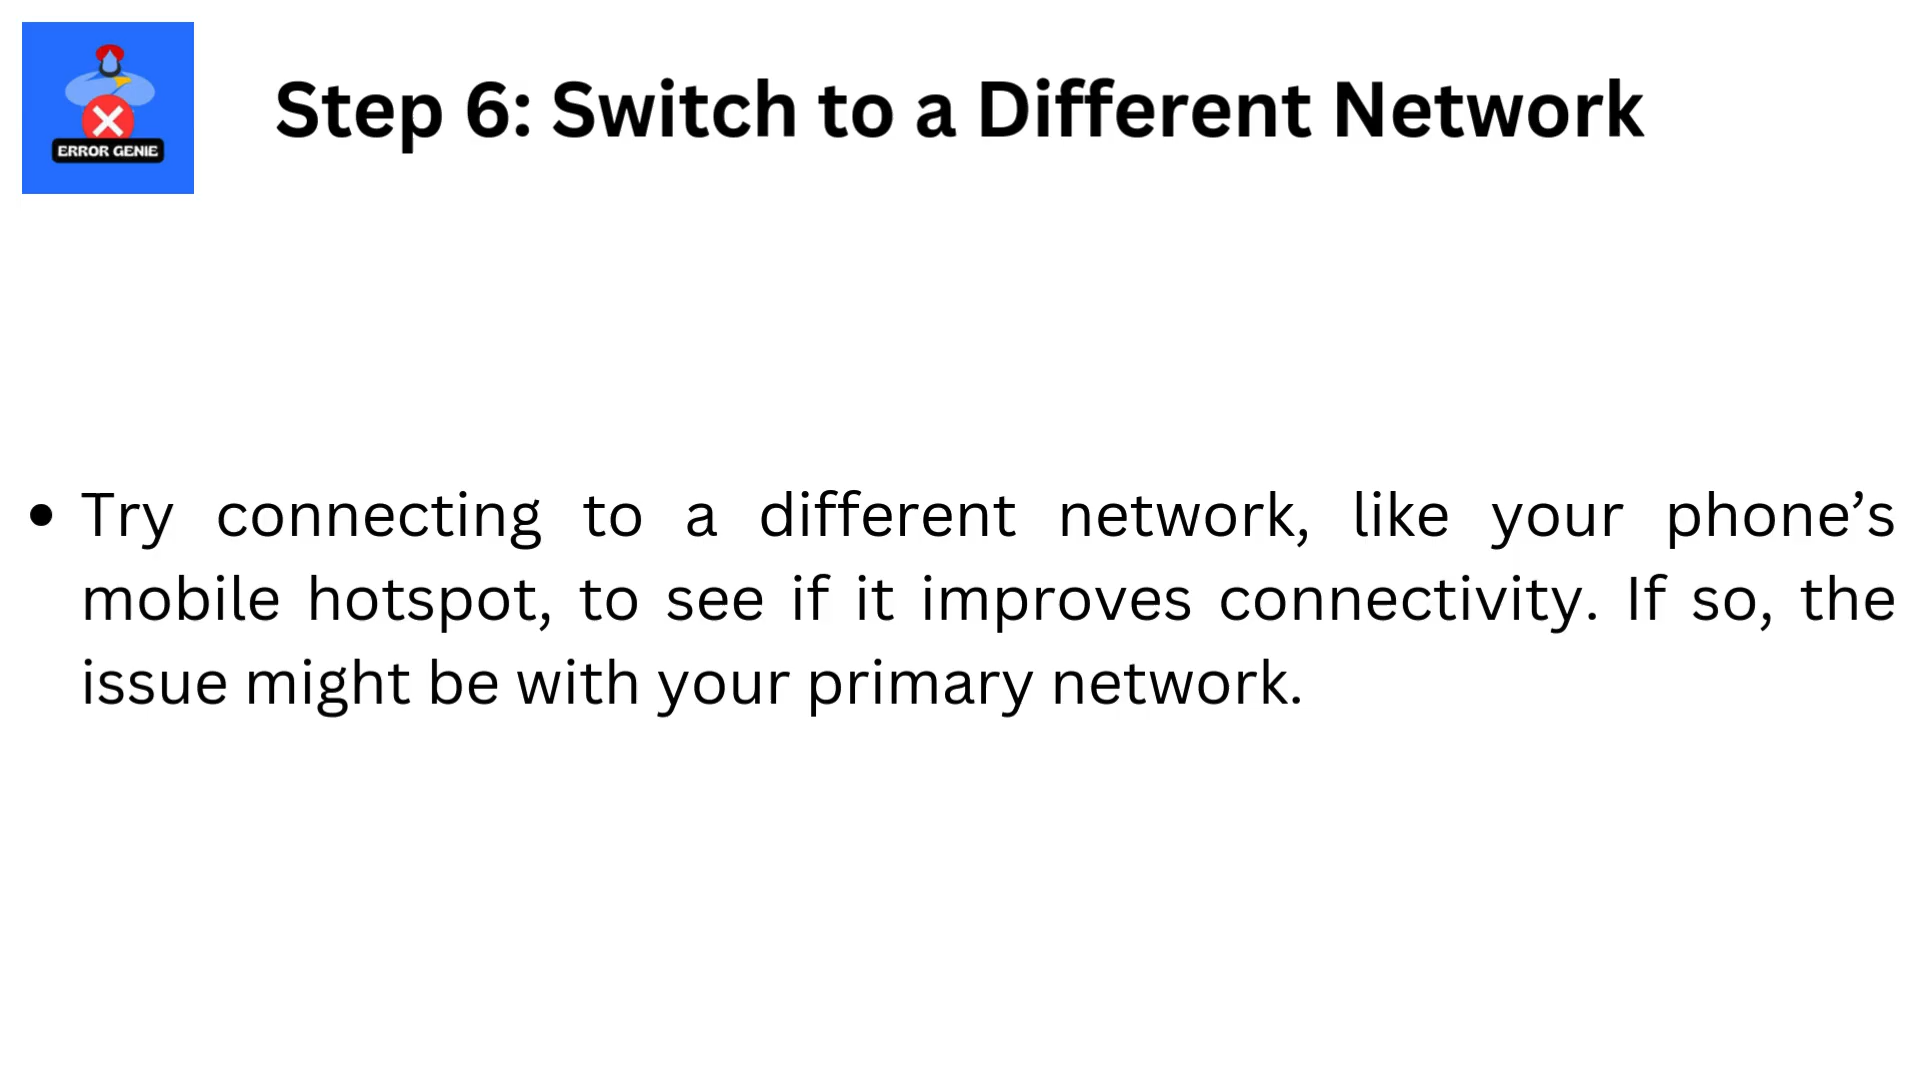 ERROR GENIE
Step 6: Switch to a Different Network
• Try connecting to a different network, like your phone’s
mobile hotspot, to see if it improves connectivity. If so, the
issue might be with your primary network.